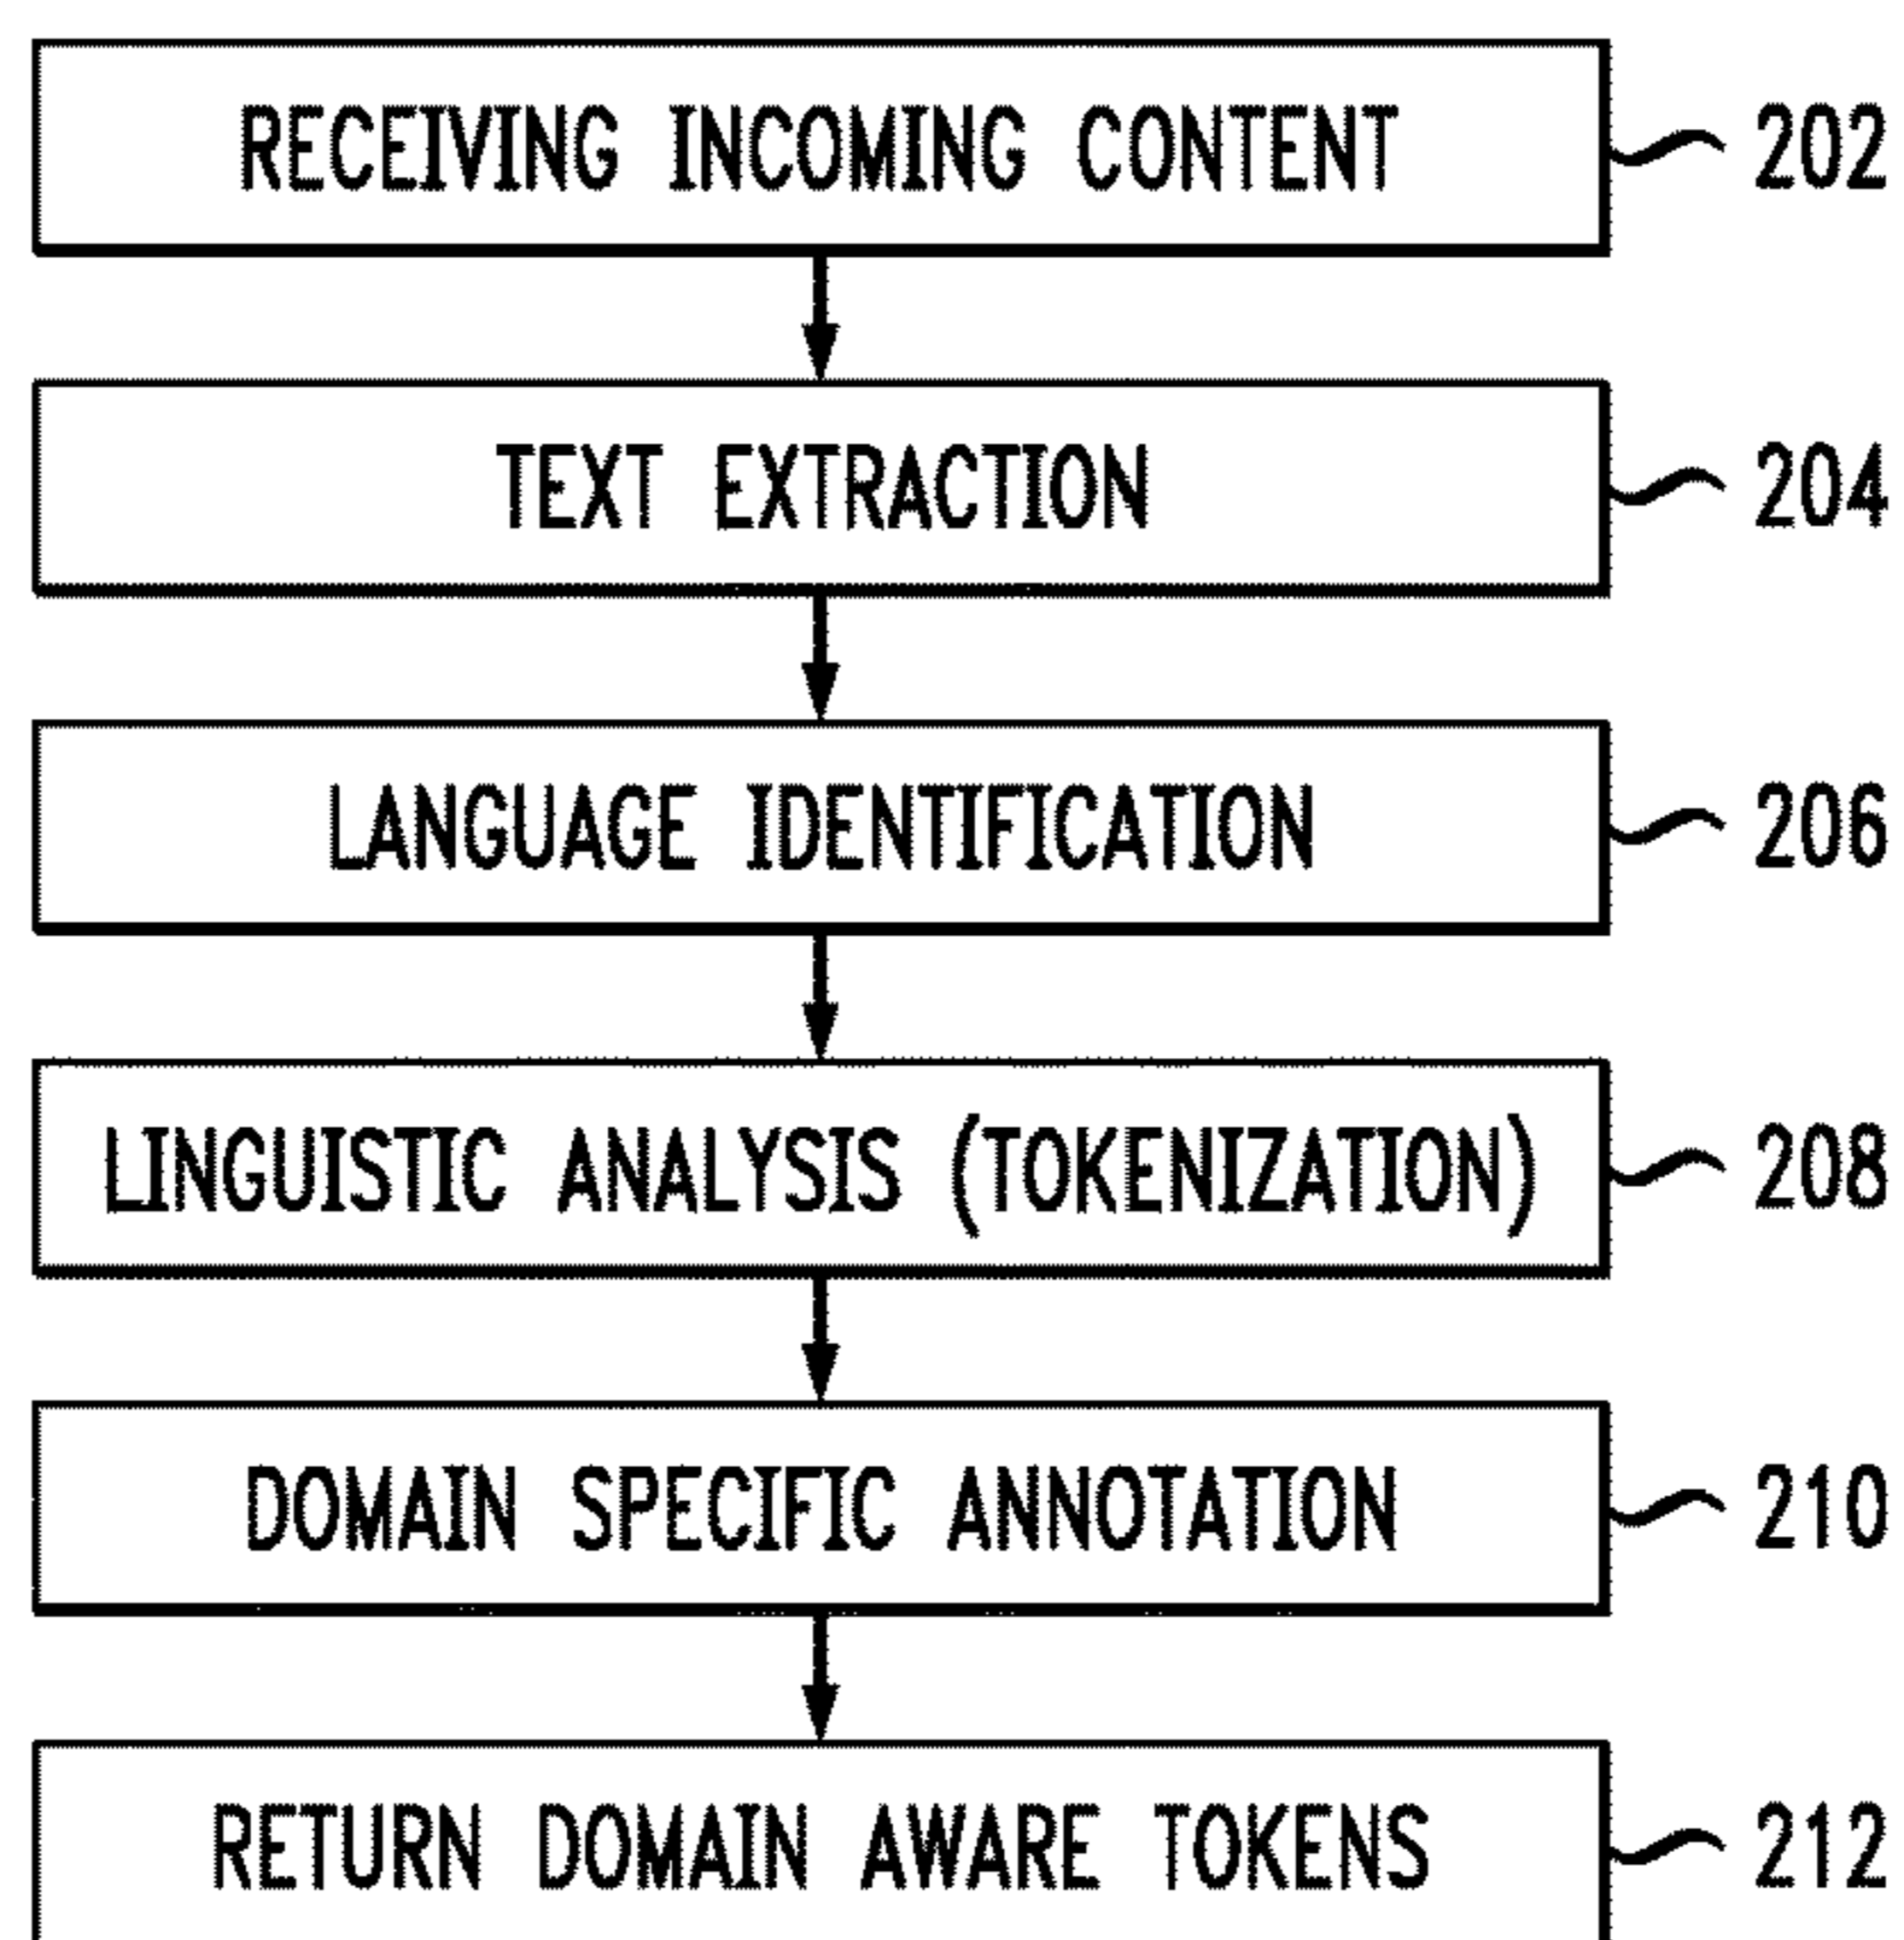 RECEIVING INCOMING CONTENT 202
TEXT EXTRACTION 204
LANGUAGE IDENTIFICATION 206
LINGUISTIC ANALYSIS (TOKENIZATION) 208
DOMAIN SPECIFIC ANNOTATION 210
RETURN DOMAIN AWARE TOKENS 212